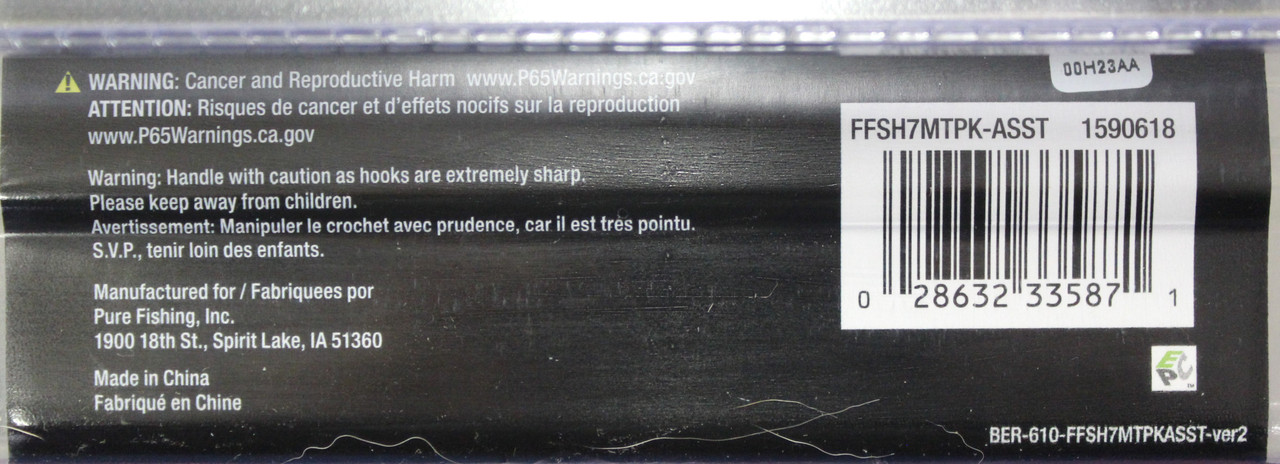 WARNING: Cancer and Reproductive Harm www.P65Warnings.ca.gov
ATTENTION: Risques de cancer et d'effets nocifs sur la reproduction
www.P65Warnings.ca.gov
Warning: Handle with caution as hooks are extremely sharp.
Please keep away from children.
Avertissement: Manipuler le crochet avec prudence, car il est tres pointu.
S.V.P., tenir loin des enfants.
Manufactured for / Fabriquees por
Pure Fishing, Inc.
1900 18th St., Spirit Lake, IA 51360
Made in China
Fabriqué en Chine
00H23AA
FFSH7MTPK-ASST 1590618
0 28632 33587 1
EPC TM
BER-610-FFSH7MTPKASST-ver2